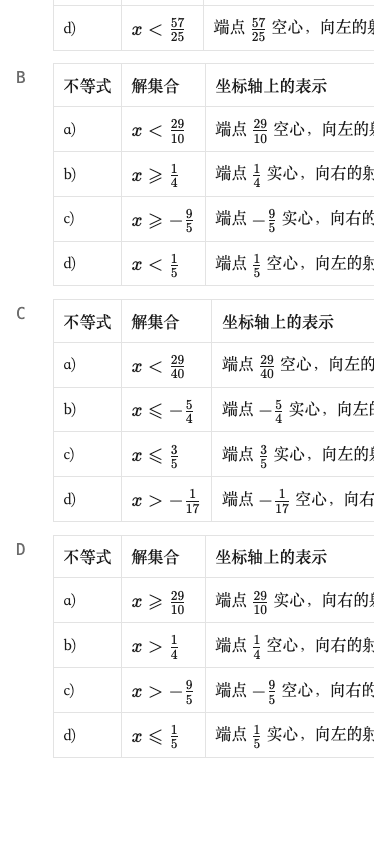 d) x < 57/25 端点 57/25 空心，向左的
B
不等式 解集合 坐标轴上的表示
a) x < 29/10 端点 29/10 空心，向左的
b) x ⩾ 1/4 端点 1/4 实心，向右的
c) x ⩾ −9/5 端点 −9/5 实心，向右的
d) x < 1/5 端点 1/5 空心，向左的
C
不等式 解集合 坐标轴上的表示
a) x < 29/40 端点 29/40 空心，向左的
b) x ⩽ −5/4 端点 −5/4 实心，向左的
c) x ⩽ 3/5 端点 3/5 实心，向左的
d) x > −1/17 端点 −1/17 空心，向右
D
不等式 解集合 坐标轴上的表示
a) x ⩾ 29/10 端点 29/10 实心，向右的
b) x > 1/4 端点 1/4 空心，向右的
c) x > −9/5 端点 −9/5 空心，向右的
d) x ⩽ 1/5 端点 1/5 实心，向左的